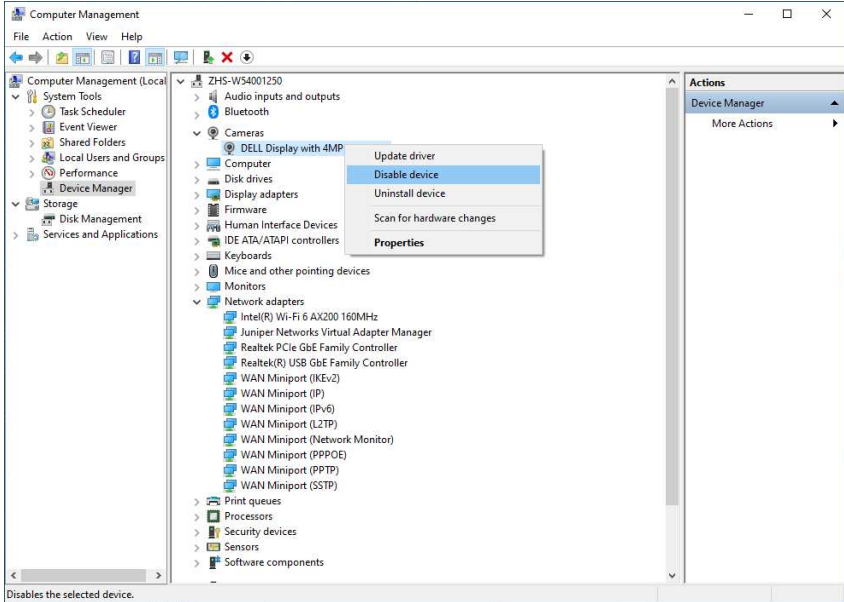 Computer Management
File Action View Help
Computer Management (Local
System Tools
Task Scheduler
Event Viewer
Shared Folders
Local Users and Groups
Performance
Device Manager
Storage
Disk Management
Services and Applications
ZHS-W54001250
Audio inputs and outputs
Bluetooth
Cameras
DELL Display with 4MP
Computer
Disk drives
Display adapters
Firmware
Human Interface Devices
IDE ATA/ATAPI controllers
Keyboards
Mice and other pointing devices
Monitors
Network adapters
Intel(R) Wi-Fi 6 AX200 160MHz
Juniper Networks Virtual Adapter Manager
Realtek PCIe GbE Family Controller
Realtek(R) USB GbE Family Controller
WAN Miniport (IKEv2)
WAN Miniport (IP)
WAN Miniport (IPv6)
WAN Miniport (L2TP)
WAN Miniport (Network Monitor)
WAN Miniport (PPPOE)
WAN Miniport (PPTP)
WAN Miniport (SSTP)
Print queues
Processors
Security devices
Sensors
Software components
Update driver
Disable device
Uninstall device
Scan for hardware changes
Properties
Actions
Device Manager
More Actions
Disables the selected device.